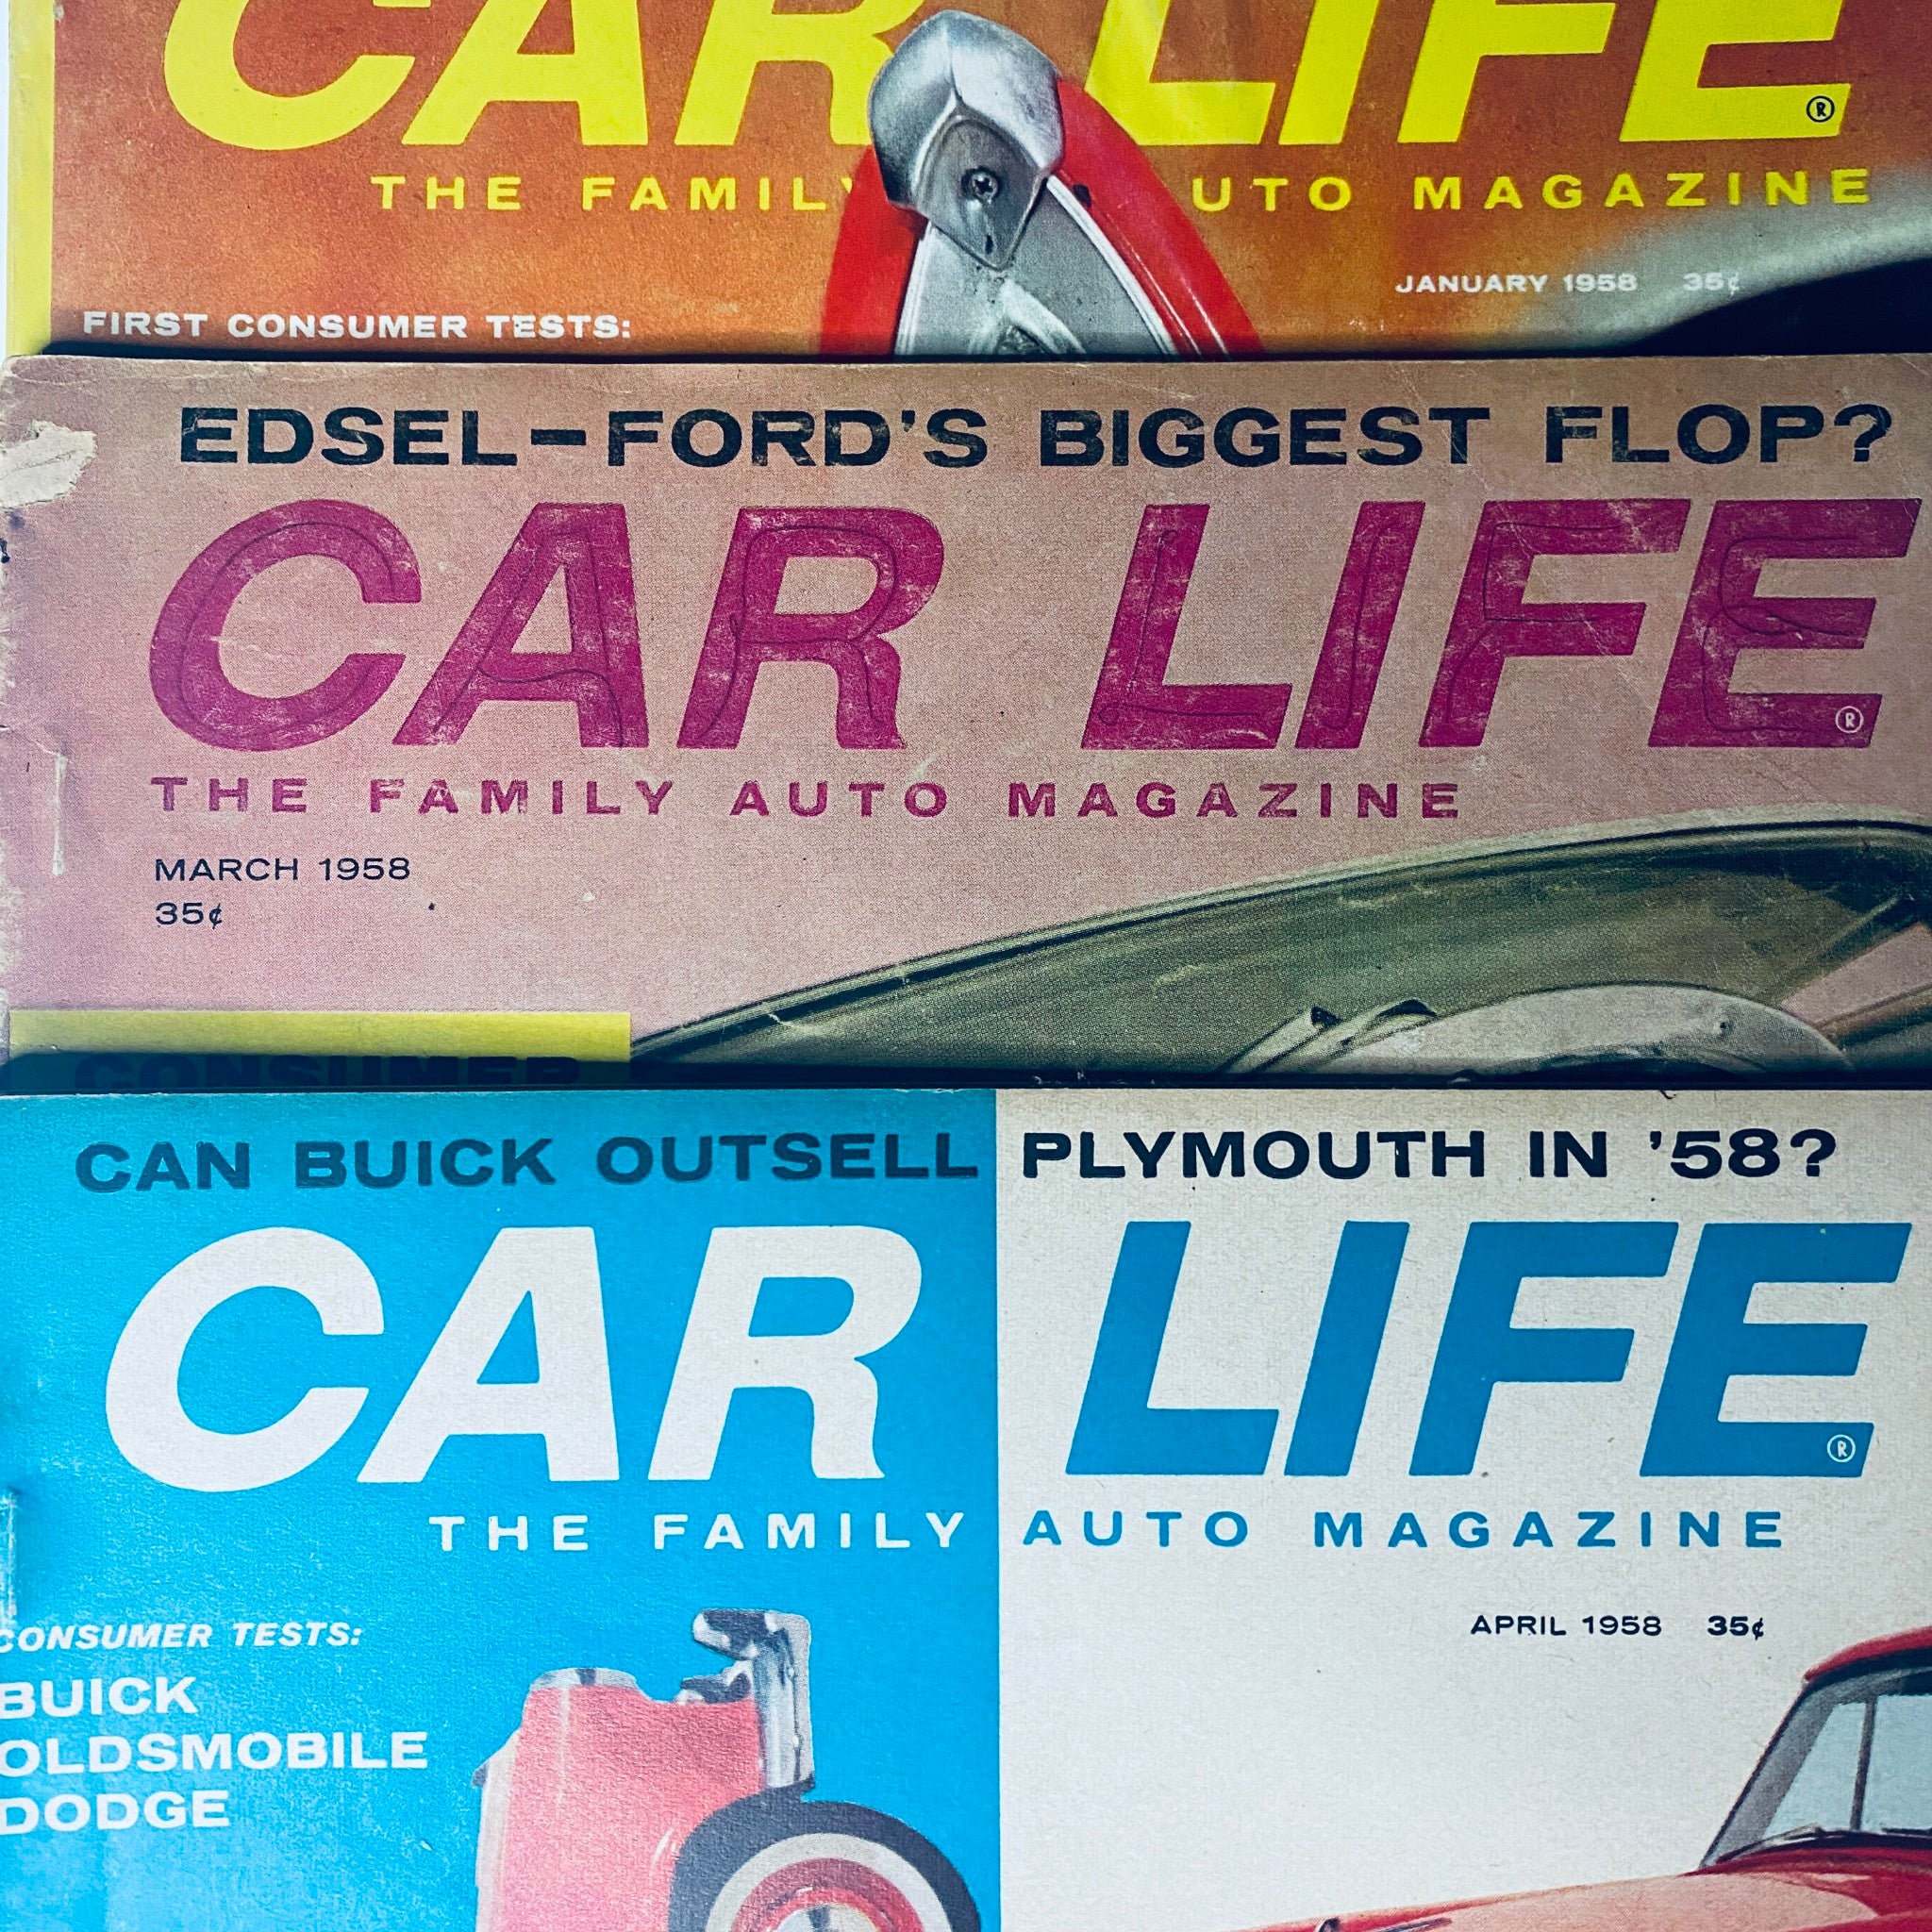 CAR LIFE ®
THE FAMILY AUTO MAGAZINE
JANUARY 1958 35¢
FIRST CONSUMER TESTS:
EDSEL—FORD'S BIGGEST FLOP?
CAR LIFE ®
THE FAMILY AUTO MAGAZINE
MARCH 1958
35¢
CONSUMER
CAN BUICK OUTSELL PLYMOUTH IN '58?
CAR LIFE ®
THE FAMILY AUTO MAGAZINE
APRIL 1958 35¢
CONSUMER TESTS:
BUICK
OLDSMOBILE
DODGE